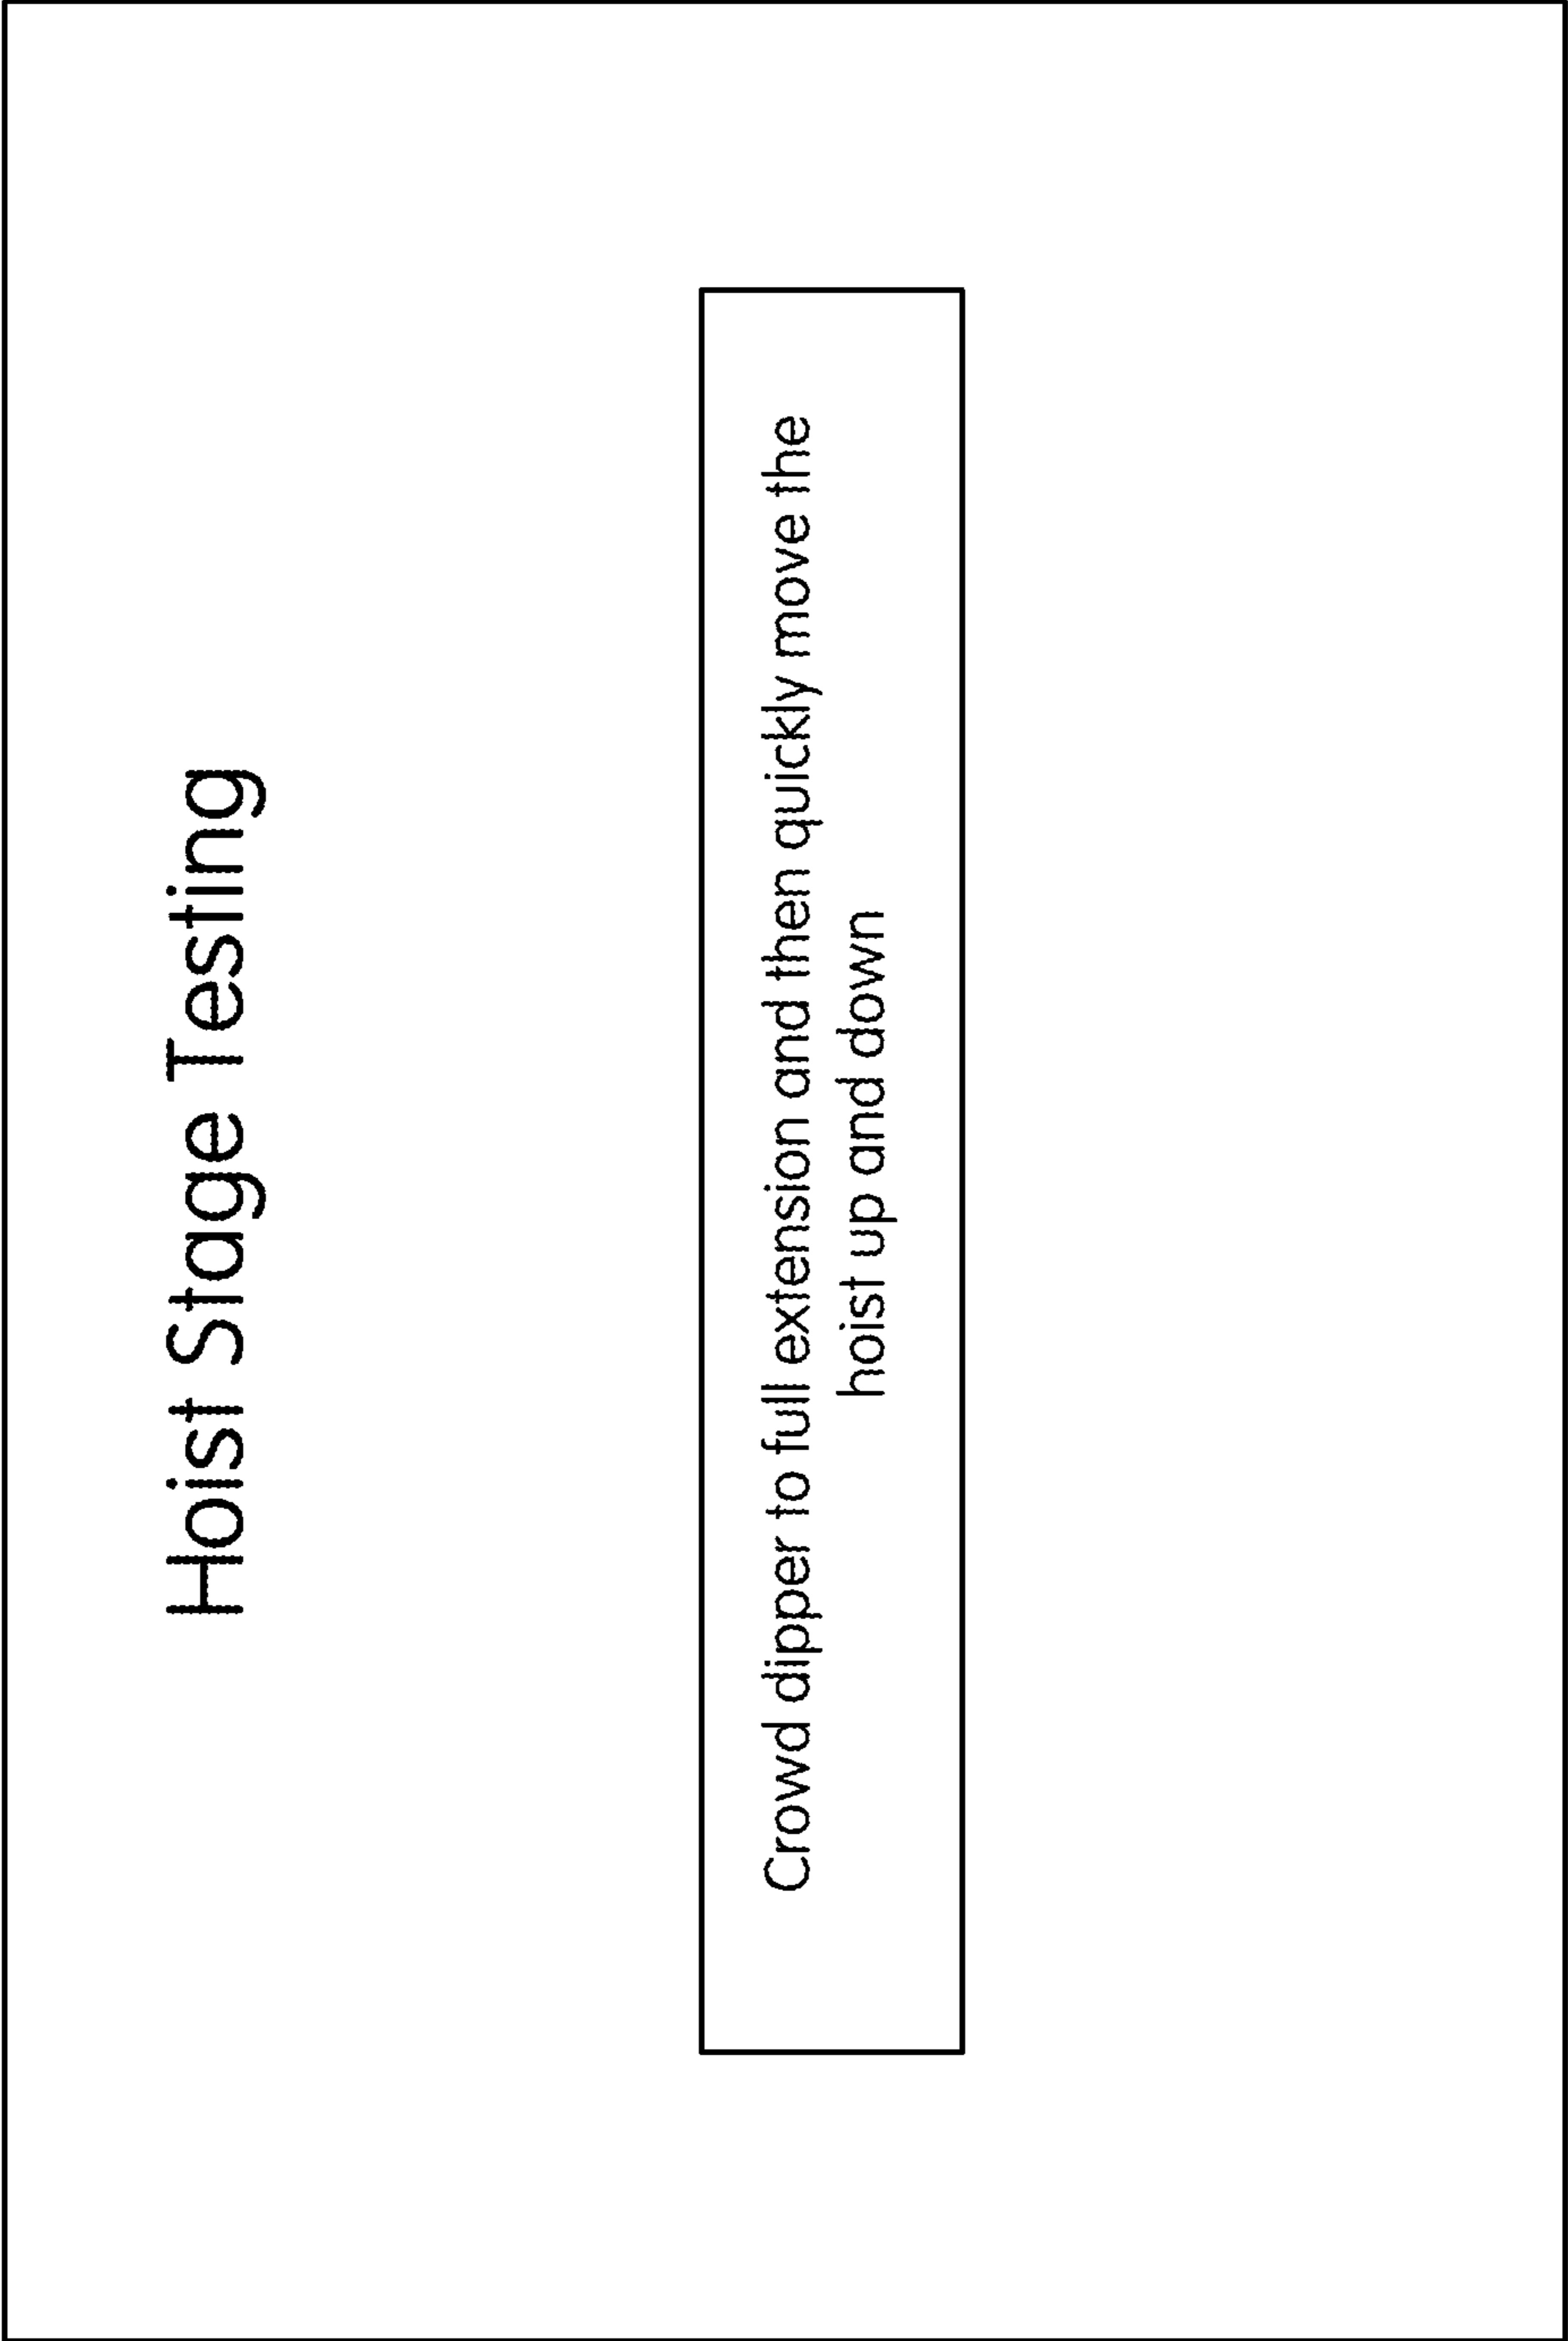 Hoist Stage Testing
Crowd dipper to full extension and then quickly move the
hoist up and down